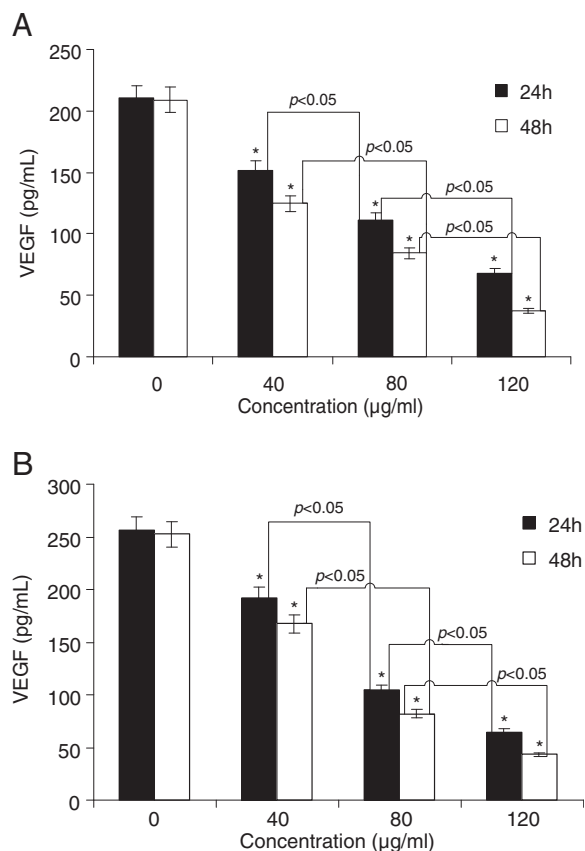 A
250
200
150
100
50
0
VEGF (pg/mL)
24h
48h
p<0.05
p<0.05
p<0.05
p<0.05
*
*
*
*
*
*
0
40
80
120
Concentration (µg/ml)
B
300
250
200
150
100
50
0
VEGF (pg/mL)
24h
48h
p<0.05
p<0.05
p<0.05
p<0.05
*
*
*
*
*
*
0
40
80
120
Concentration (µg/ml)